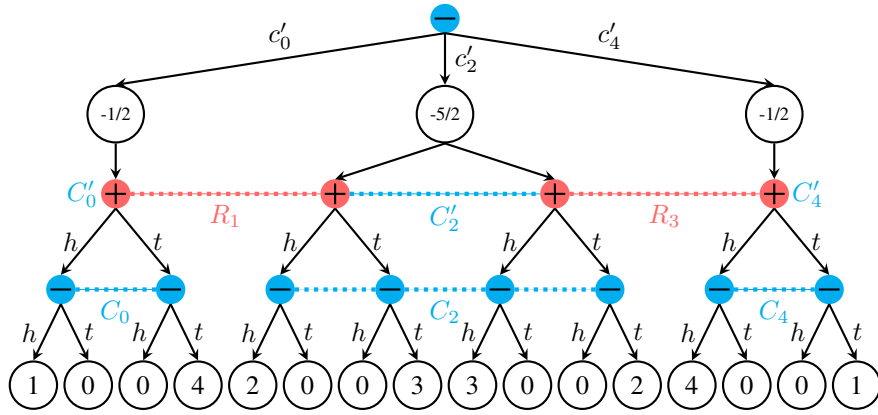 −
c′₀ c′₂ c′₄
-1/2 -5/2 -1/2
C′₀ + + + + C′₄
R₁ C′₂ R₃
h t h t h t h t
− − − − − − − −
C₀ C₂ C₄
h t h t h t h t h t h t h t h t
1 0 0 4 2 0 0 3 3 0 0 2 4 0 0 1